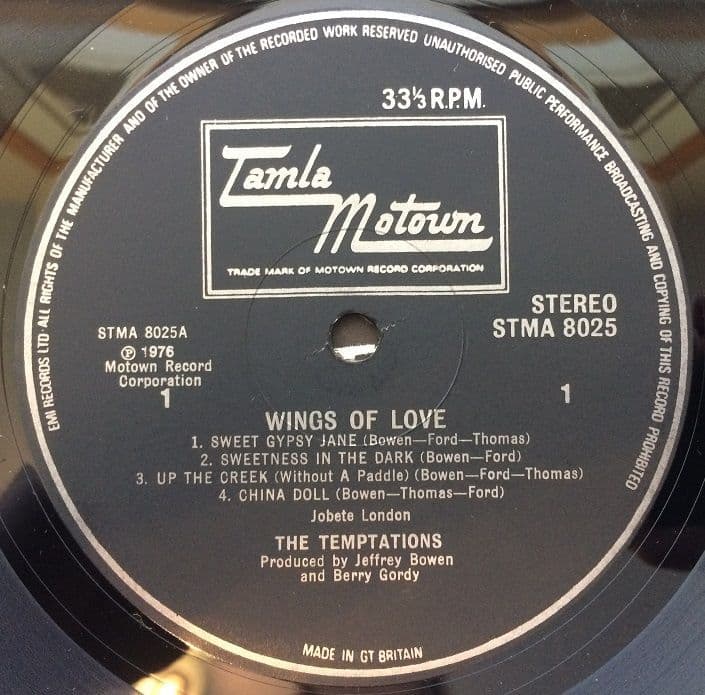 EMI RECORDS LTD·ALL RIGHTS OF THE MANUFACTURER AND OF THE OWNER OF THE RECORDED WORK RESERVED UNAUTHORISED PUBLIC PERFORMANCE BROADCASTING AND COPYING OF THIS RECORD PROHIBITED
33⅓ R.P.M.
Tamla
Motown
TRADE MARK OF MOTOWN RECORD CORPORATION
STEREO
STMA 8025
STMA 8025A
℗ 1976
Motown Record
Corporation
1
1
WINGS OF LOVE
1. SWEET GYPSY JANE (Bowen—Ford—Thomas)
2. SWEETNESS IN THE DARK (Bowen—Ford)
3. UP THE CREEK (Without A Paddle) (Bowen—Ford—Thomas)
4. CHINA DOLL (Bowen—Thomas—Ford)
Jobete London
THE TEMPTATIONS
Produced by Jeffrey Bowen
and Berry Gordy
MADE IN GT BRITAIN